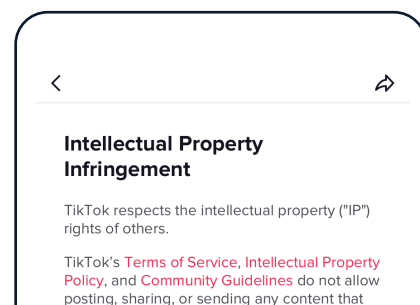 Intellectual Property
Infringement
TikTok respects the intellectual property ("IP")
rights of others.
TikTok’s Terms of Service, Intellectual Property
Policy, and Community Guidelines do not allow
posting, sharing, or sending any content that